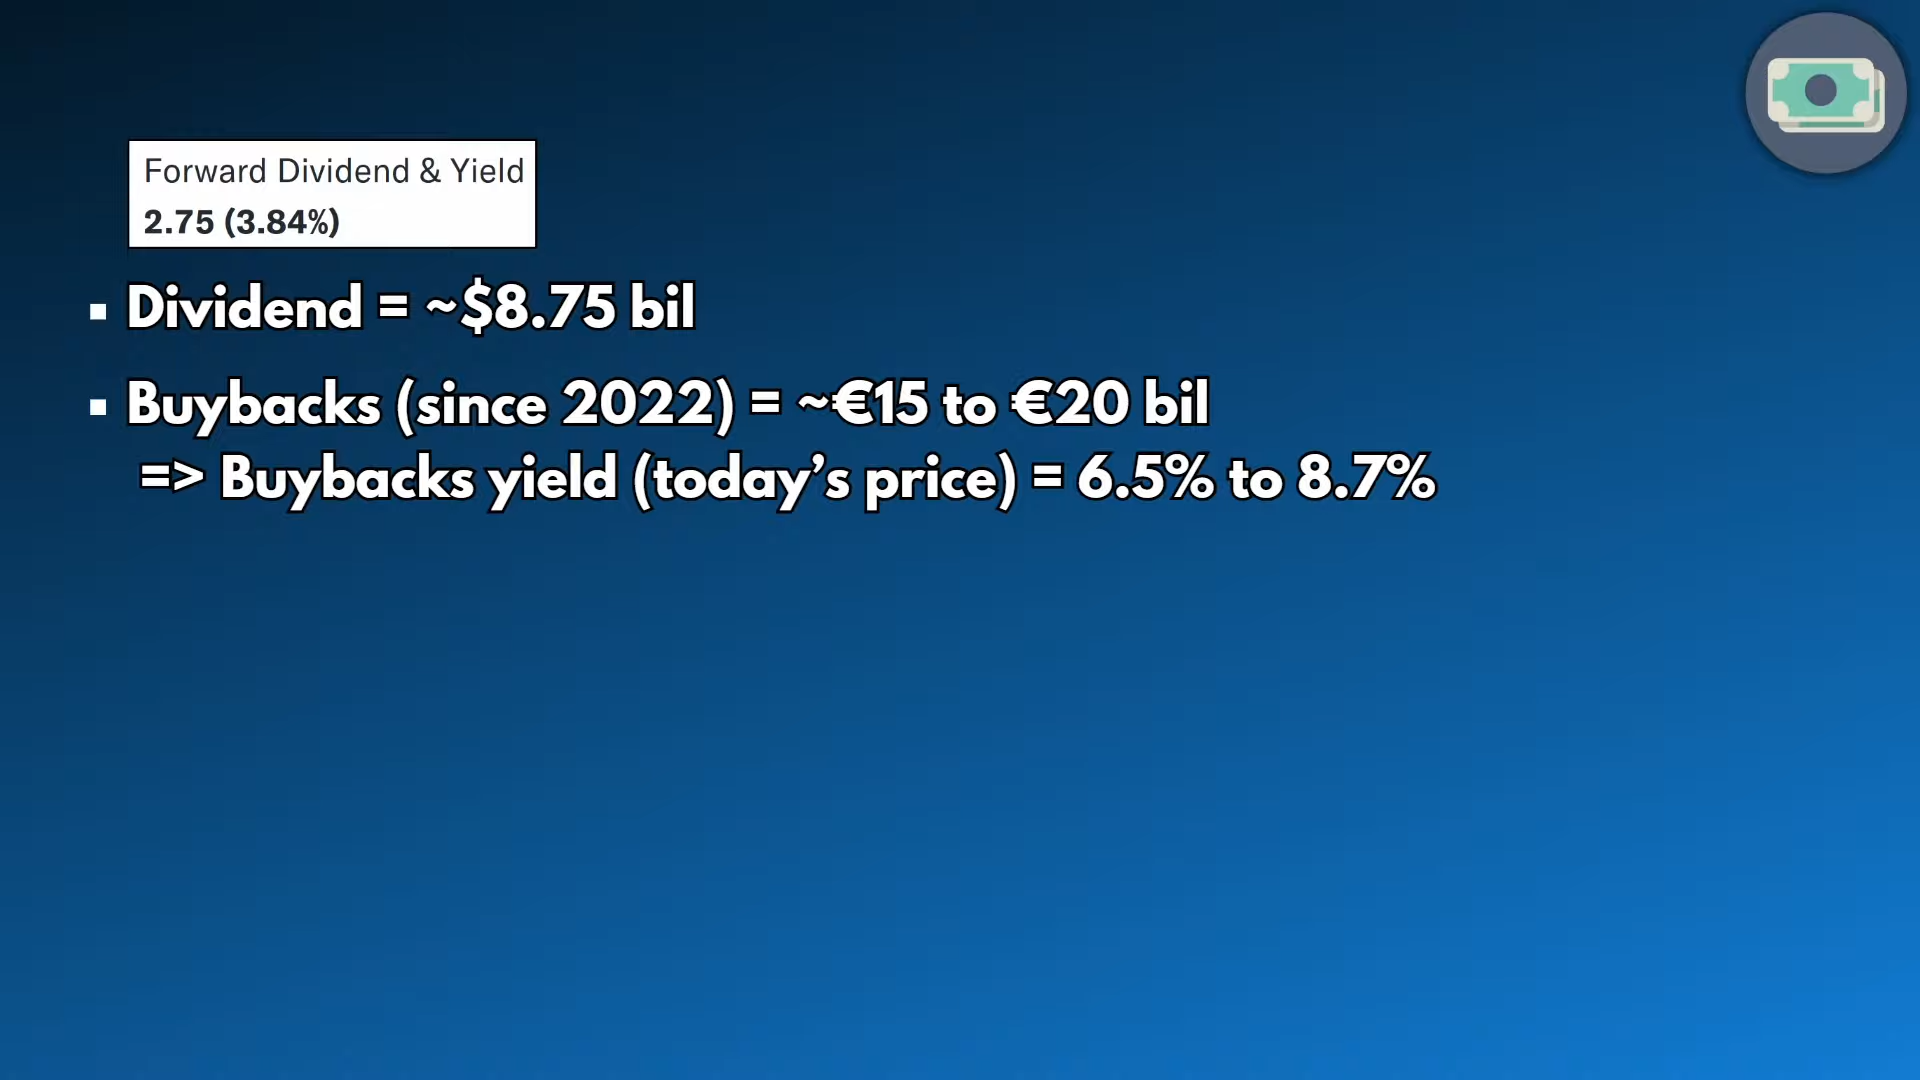 Forward Dividend & Yield
2.75 (3.84%)
▪ Dividend = ~$8.75 bil
▪ Buybacks (since 2022) = ~€15 to €20 bil
=> Buybacks yield (today’s price) = 6.5% to 8.7%